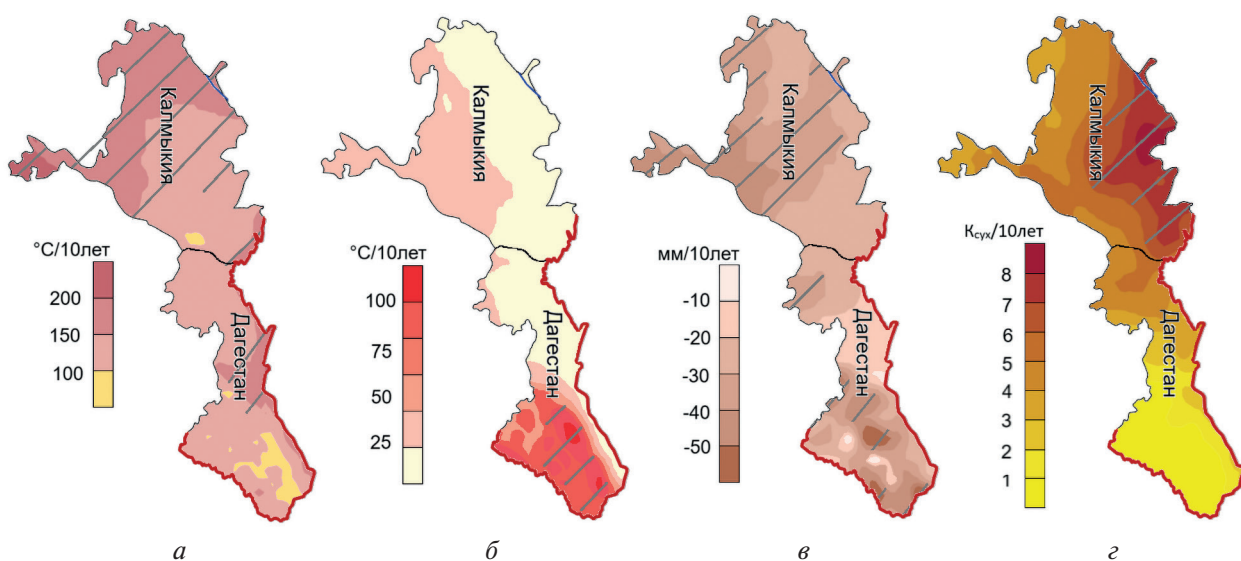 Калмыкия
Дагестан
°C/10лет
200
150
100
а
Калмыкия
Дагестан
°C/10лет
100
75
50
25
б
Калмыкия
Дагестан
мм/10лет
-10
-20
-30
-40
-50
в
Калмыкия
Дагестан
Ксух/10лет
8
7
6
5
4
3
2
1
г